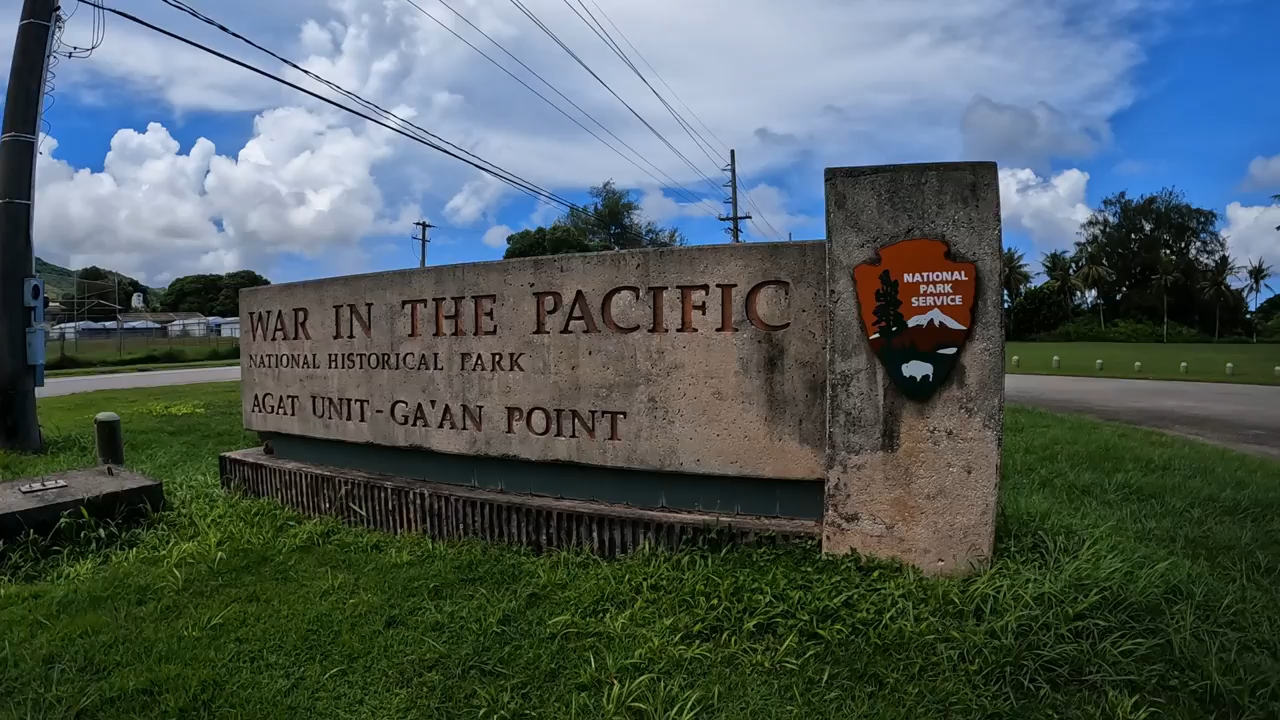 WAR IN THE PACIFIC
NATIONAL HISTORICAL PARK
AGAT UNIT-GA'AN POINT
NATIONAL
PARK
SERVICE